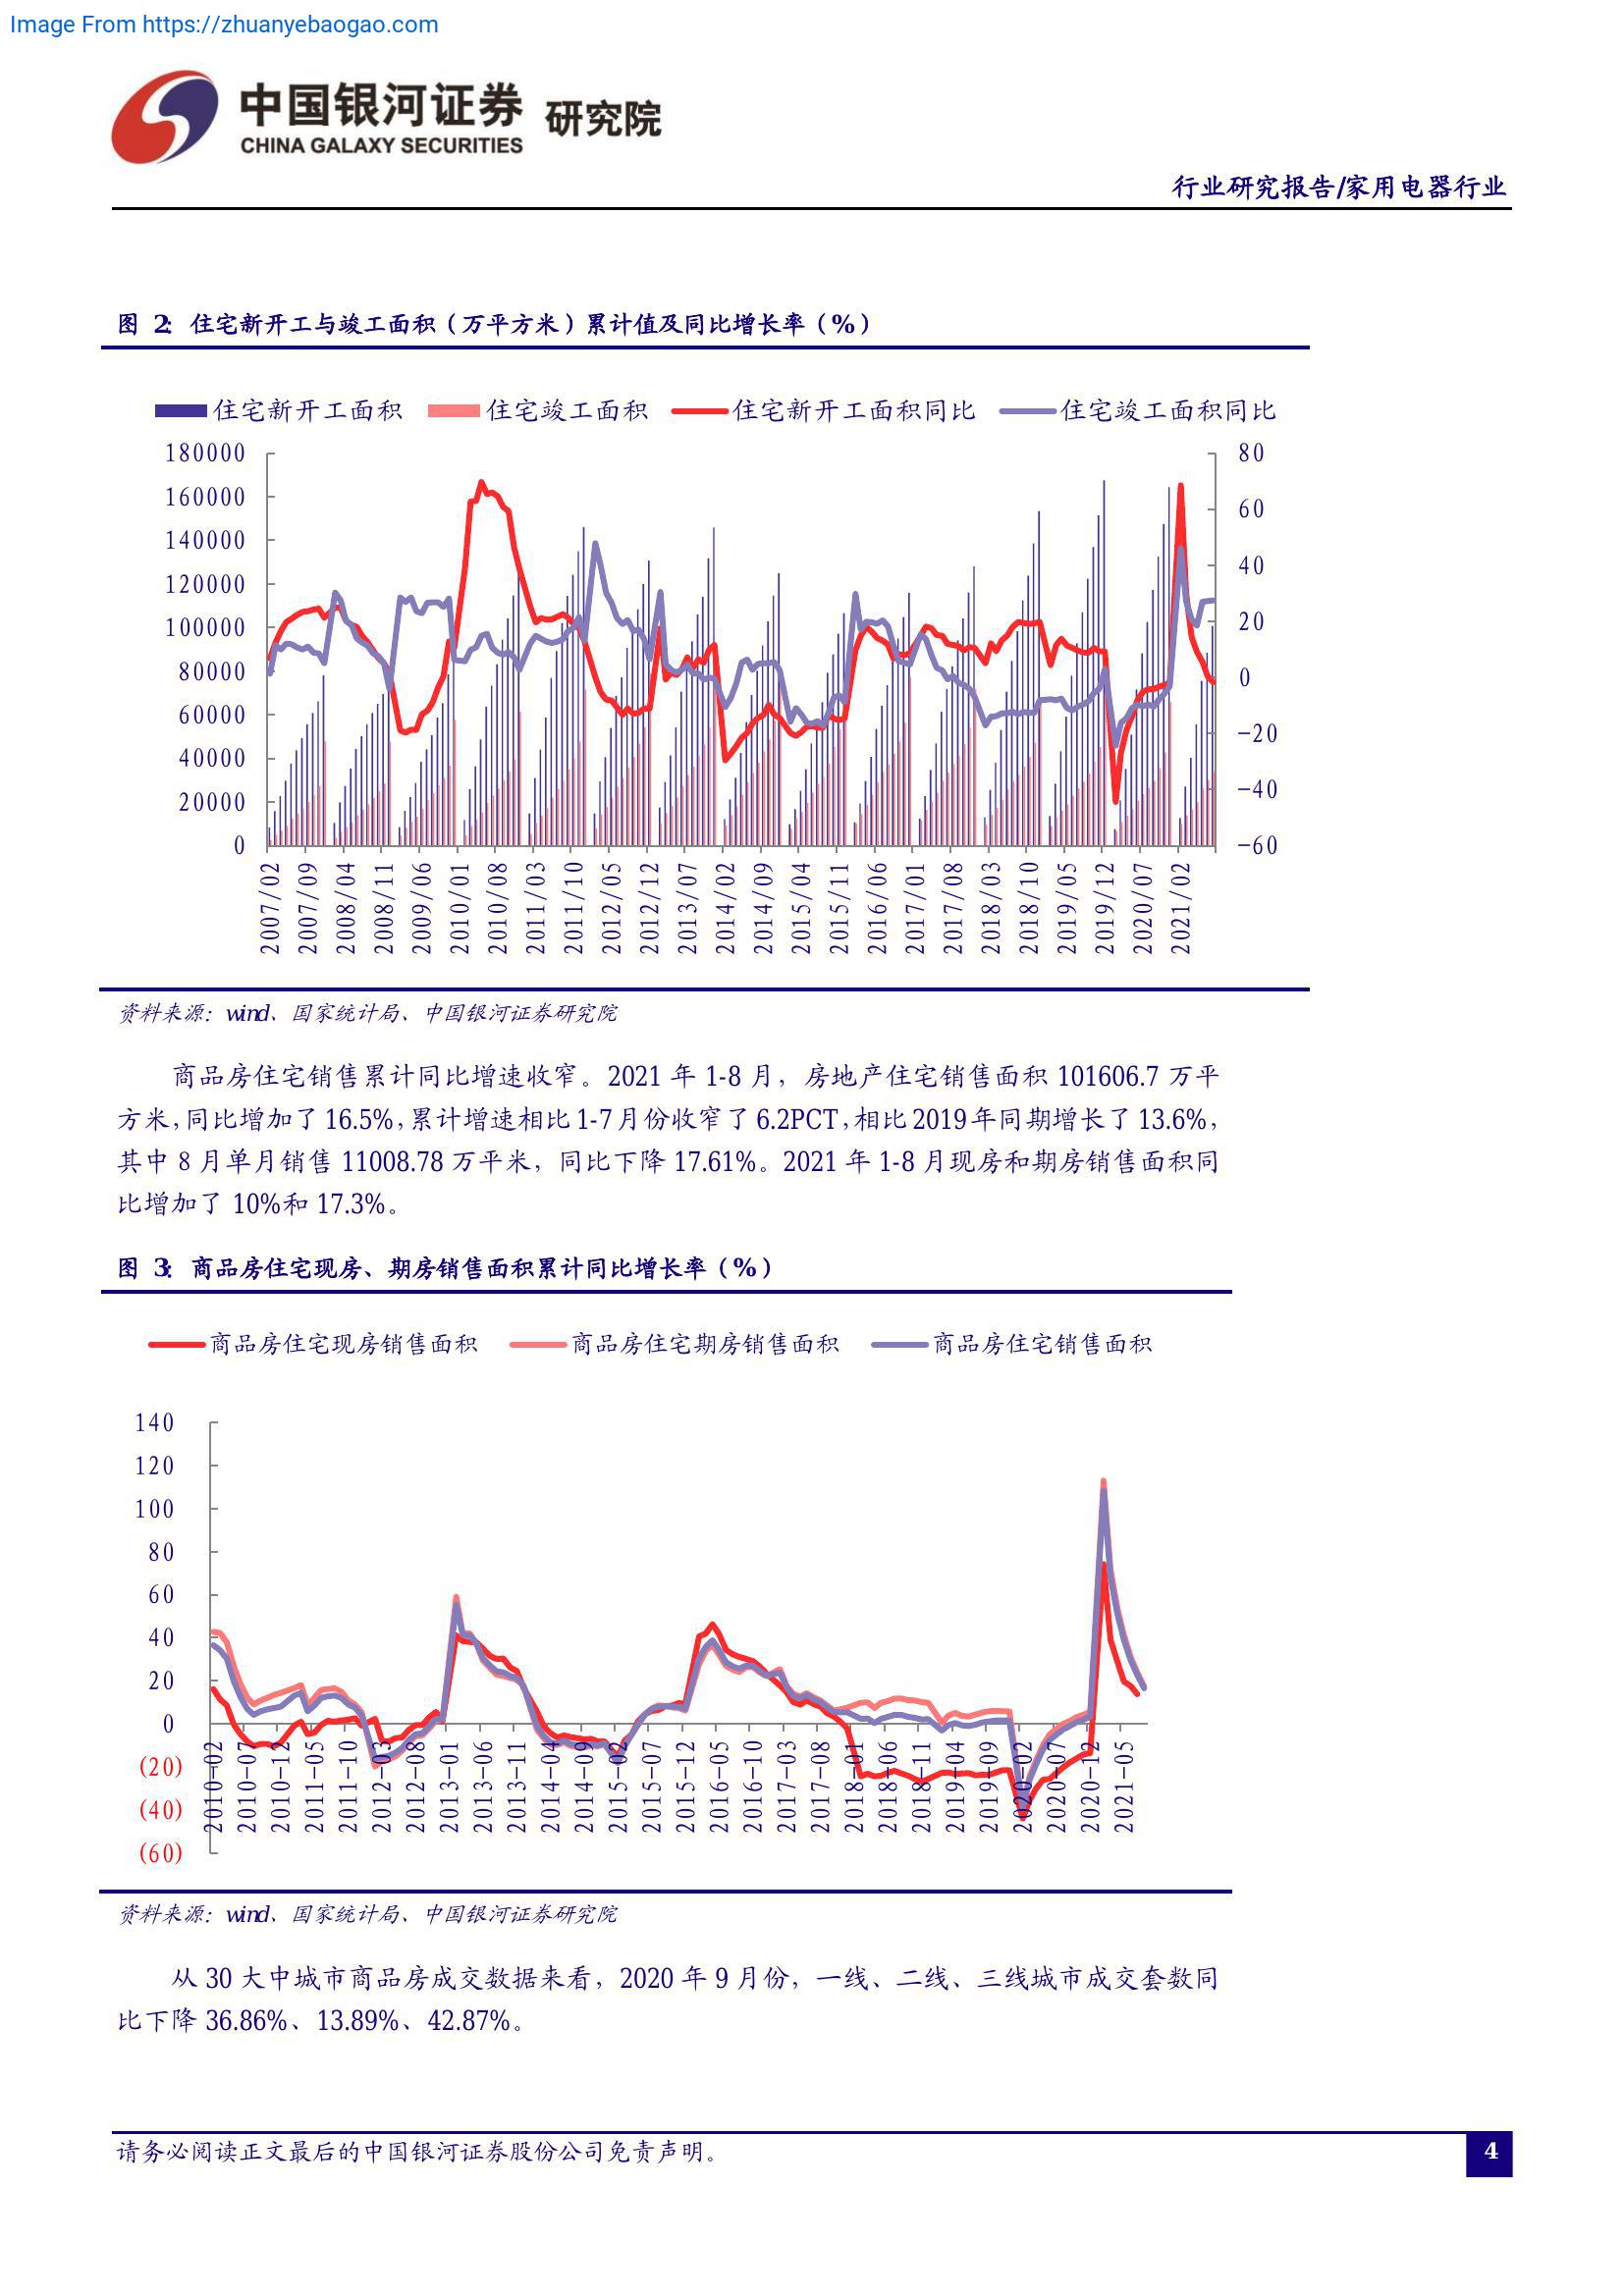 Image From https://zhuanyebaogao.com
中国银河证券 研究院
CHINA GALAXY SECURITIES
行业研究报告/家用电器行业
图 2: 住宅新开工与竣工面积（万平方米）累计值及同比增长率（%）
住宅新开工面积 住宅竣工面积 住宅新开工面积同比 住宅竣工面积同比
180000 80
160000 60
140000
120000 40
100000 20
80000 0
60000
40000 -20
20000 -40
0 -60
2007/02 2007/09 2008/04 2008/11 2009/06 2010/01 2010/08 2011/03 2011/10 2012/05 2012/12 2013/07 2014/02 2014/09 2015/04 2015/11 2016/06 2017/01 2017/08 2018/03 2018/10 2019/05 2019/12 2020/07 2021/02
资料来源：wind、国家统计局、中国银河证券研究院
商品房住宅销售累计同比增速收窄。2021 年 1-8 月，房地产住宅销售面积 101606.7 万平
方米，同比增加了 16.5%，累计增速相比 1-7 月份收窄了 6.2PCT，相比 2019 年同期增长了 13.6%，
其中 8 月单月销售 11008.78 万平米，同比下降 17.61%。2021 年 1-8 月现房和期房销售面积同
比增加了 10%和 17.3%。
图 3: 商品房住宅现房、期房销售面积累计同比增长率（%）
商品房住宅现房销售面积 商品房住宅期房销售面积 商品房住宅销售面积
140
120
100
80
60
40
20
0
(20)
(40)
(60)
2010-02 2010-07 2010-12 2011-05 2011-10 2012-03 2012-08 2013-01 2013-06 2013-11 2014-04 2014-09 2015-02 2015-07 2015-12 2016-05 2016-10 2017-03 2017-08 2018-01 2018-06 2018-11 2019-04 2019-09 2020-02 2020-07 2020-12 2021-05
资料来源：wind、国家统计局、中国银河证券研究院
从 30 大中城市商品房成交数据来看，2020 年 9 月份，一线、二线、三线城市成交套数同
比下降 36.86%、13.89%、42.87%。
请务必阅读正文最后的中国银河证券股份公司免责声明。 4